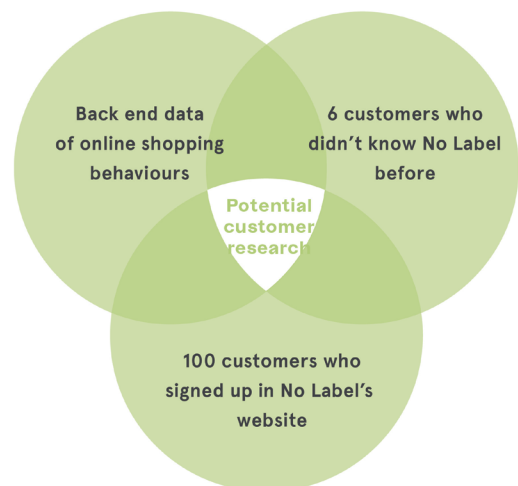 Back end data
of online shopping
behaviours
6 customers who
didn’t know No Label
before
Potential
customer
research
100 customers who
signed up in No Label’s
website